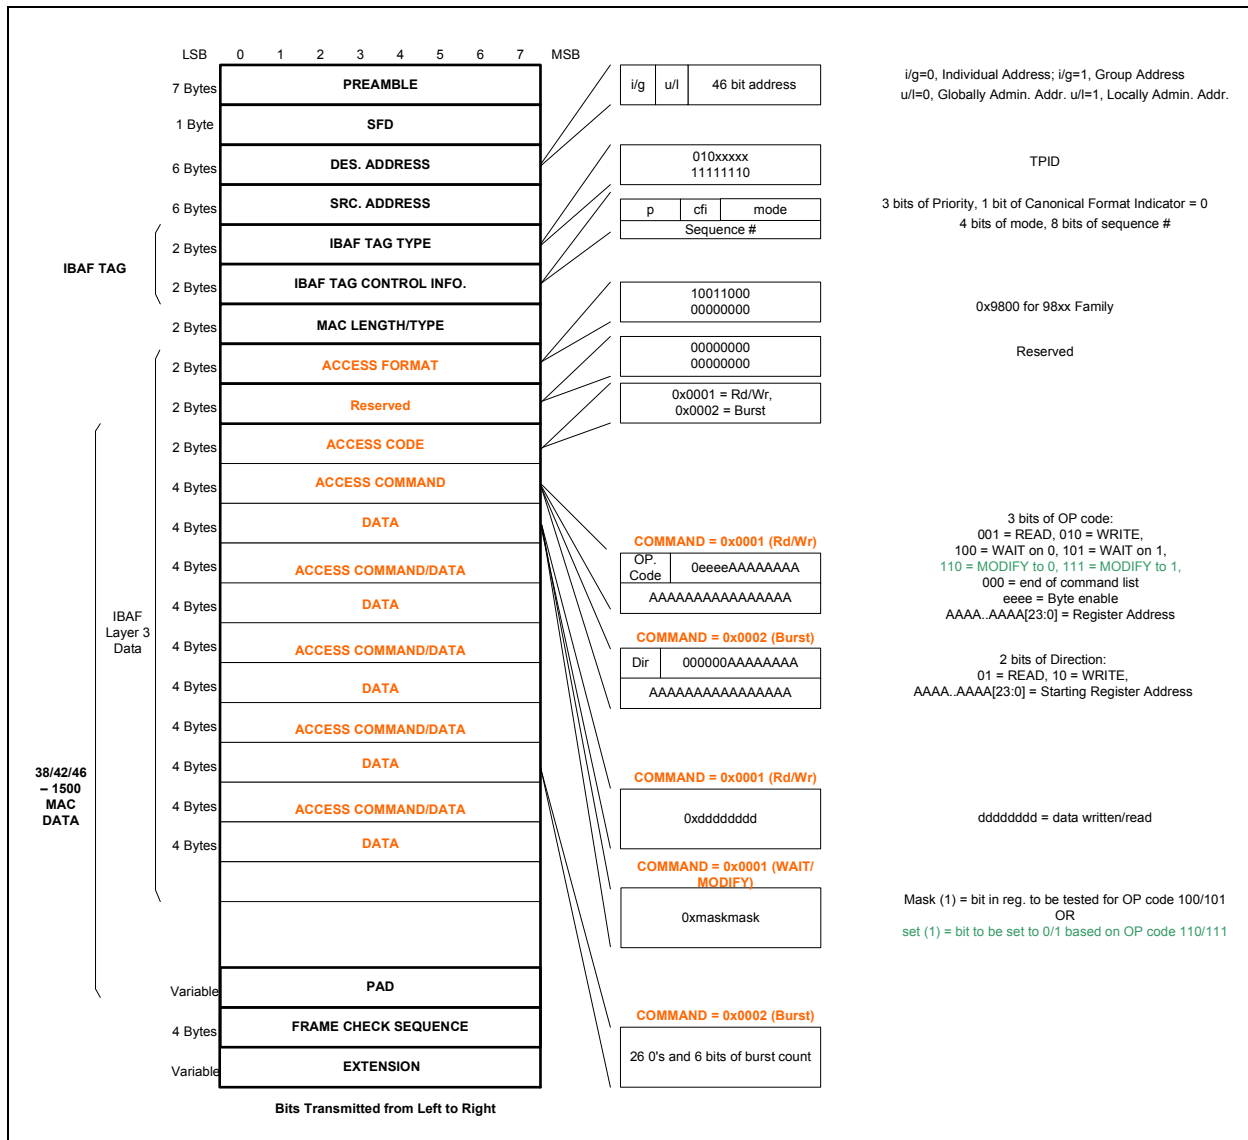 LSB 0 1 2 3 4 5 6 7 MSB
7 Bytes PREAMBLE
1 Byte SFD
6 Bytes DES. ADDRESS
6 Bytes SRC. ADDRESS
IBAF TAG
2 Bytes IBAF TAG TYPE
2 Bytes IBAF TAG CONTROL INFO.
2 Bytes MAC LENGTH/TYPE
2 Bytes ACCESS FORMAT
2 Bytes Reserved
2 Bytes ACCESS CODE
4 Bytes ACCESS COMMAND
4 Bytes DATA
4 Bytes ACCESS COMMAND/DATA
4 Bytes DATA
4 Bytes ACCESS COMMAND/DATA
4 Bytes DATA
4 Bytes ACCESS COMMAND/DATA
4 Bytes DATA
4 Bytes ACCESS COMMAND/DATA
4 Bytes DATA
IBAF
Layer 3
Data
38/42/46
– 1500
MAC
DATA
Variable PAD
4 Bytes FRAME CHECK SEQUENCE
Variable EXTENSION
Bits Transmitted from Left to Right
i/g u/l 46 bit address
i/g=0, Individual Address; i/g=1, Group Address
u/l=0, Globally Admin. Addr. u/l=1, Locally Admin. Addr.
010xxxxx
11111110
TPID
p cfi mode
Sequence #
3 bits of Priority, 1 bit of Canonical Format Indicator = 0
4 bits of mode, 8 bits of sequence #
10011000
00000000
0x9800 for 98xx Family
00000000
00000000
Reserved
0x0001 = Rd/Wr,
0x0002 = Burst
COMMAND = 0x0001 (Rd/Wr)
OP.
Code
0eeeeAAAAAAAA
AAAAAAAAAAAAAAAA
3 bits of OP code:
001 = READ, 010 = WRITE,
100 = WAIT on 0, 101 = WAIT on 1,
110 = MODIFY to 0, 111 = MODIFY to 1,
000 = end of command list
eeee = Byte enable
AAAA..AAAA[23:0] = Register Address
COMMAND = 0x0002 (Burst)
Dir 000000AAAAAAAA
AAAAAAAAAAAAAAAA
2 bits of Direction:
01 = READ, 10 = WRITE,
AAAA..AAAA[23:0] = Starting Register Address
COMMAND = 0x0001 (Rd/Wr)
0xdddddddd
dddddddd = data written/read
COMMAND = 0x0001 (WAIT/
MODIFY)
0xmaskmask
Mask (1) = bit in reg. to be tested for OP code 100/101
OR
set (1) = bit to be set to 0/1 based on OP code 110/111
COMMAND = 0x0002 (Burst)
26 0's and 6 bits of burst count